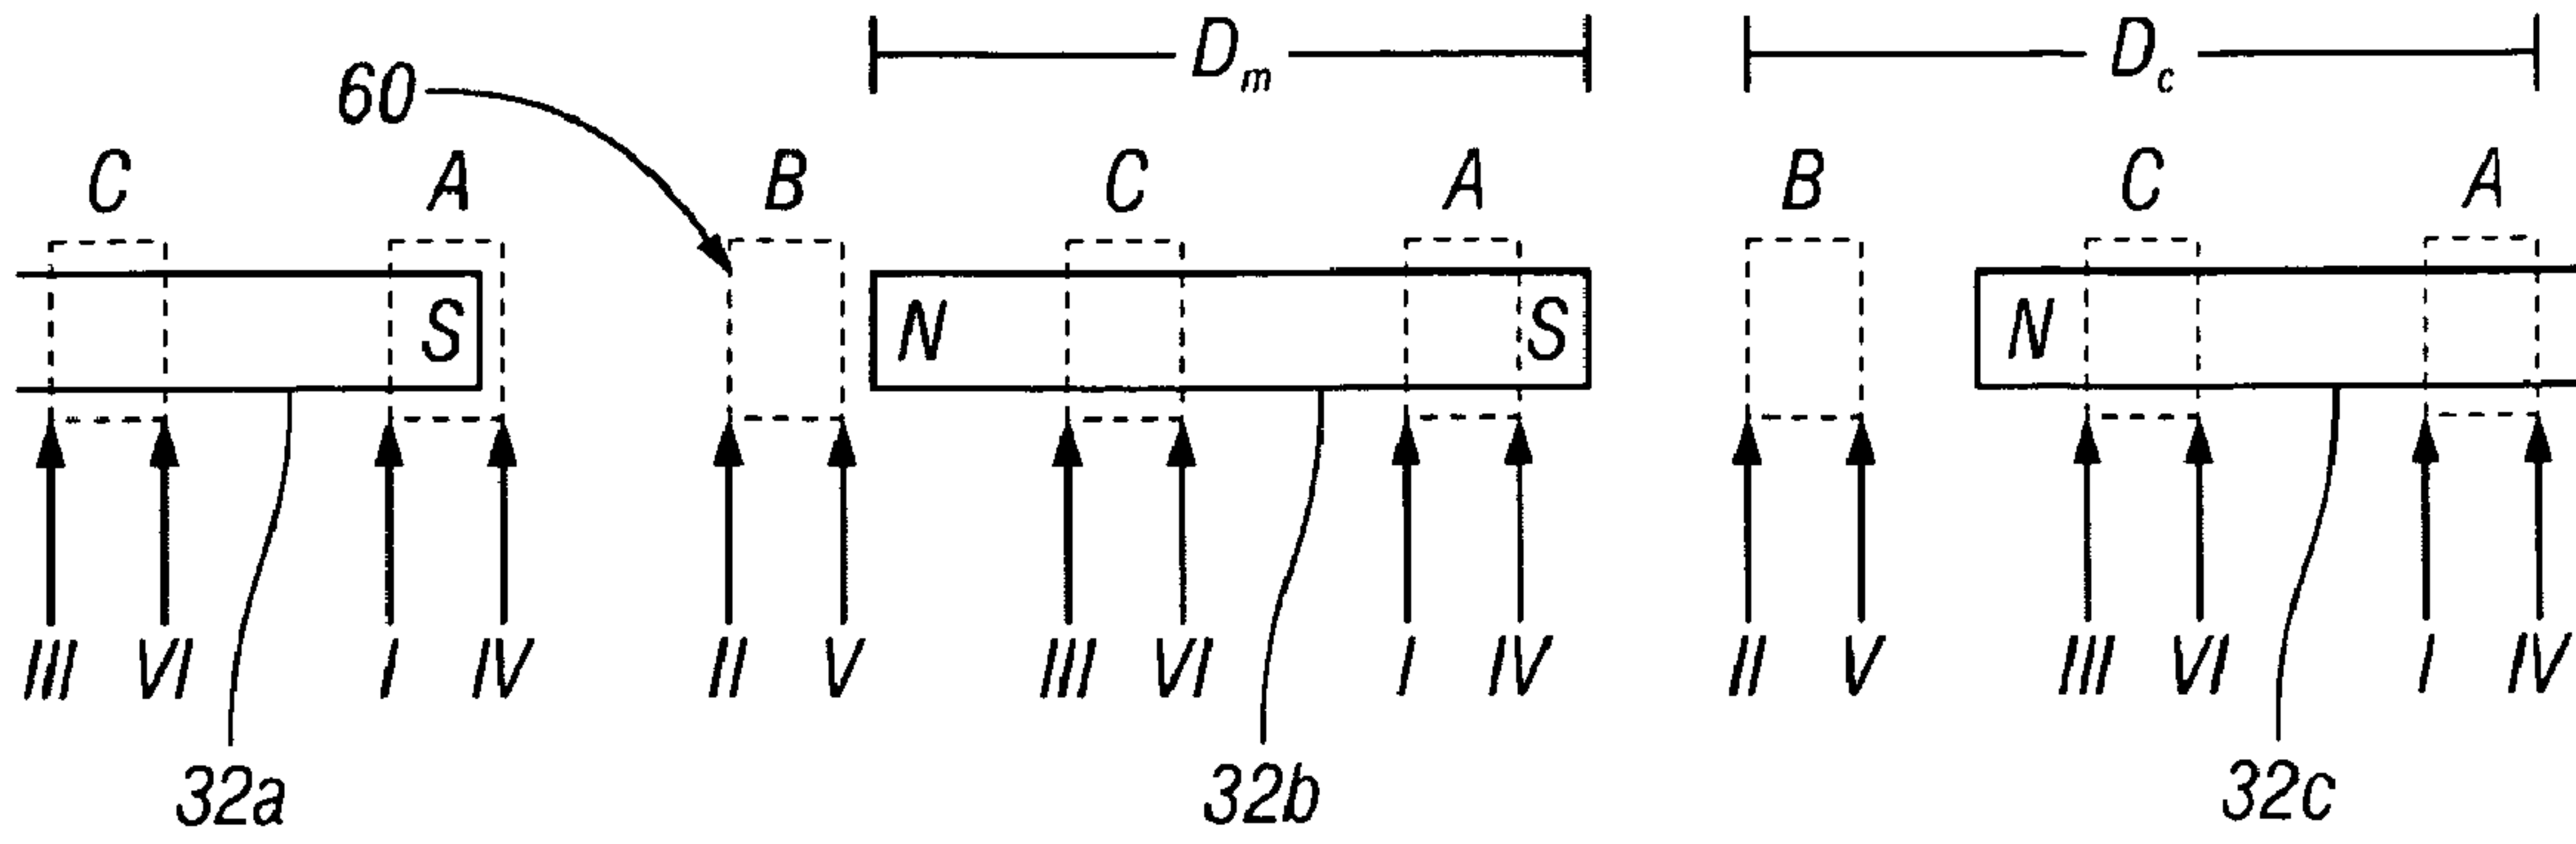 Dm Dc
60
C A B C A B C A
S N S N
III VI I IV II V III VI I IV II V III VI I IV
32a 32b 32c